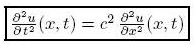 ∂²u/∂t² (x, t) = c² ∂²u/∂x² (x, t)